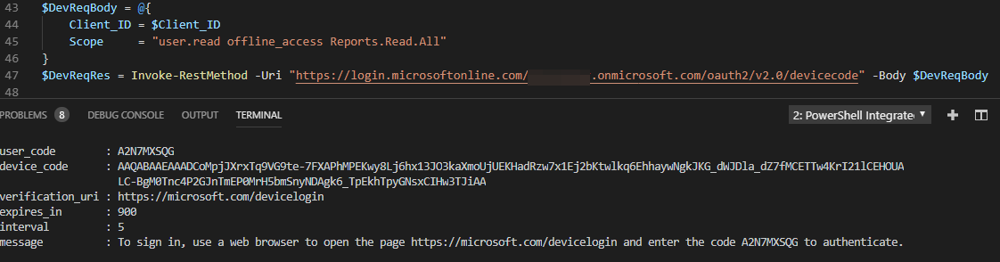 43 $DevReqBody = @{
44 Client_ID = $Client_ID
45 Scope = "user.read offline_access Reports.Read.All"
46 }
47 $DevReqRes = Invoke-RestMethod -Uri "https://login.microsoftonline.com/ .onmicrosoft.com/oauth2/v2.0/devicecode" -Body $DevReqBody
48
PROBLEMS 8 DEBUG CONSOLE OUTPUT TERMINAL 2: PowerShell Integrate
user_code : A2N7MXSQG
device_code : AAQABAAEAAADCoMpjJXrxTq9VG9te-7FXAPhMPEKwy8Lj6hx13JO3kaXmoUjUEKHadRzw7x1Ej2bKtwlkq6EhhaywNgkJKG_dWJDla_dZ7fMCETTw4KrI21lCEHOUA
LC-BgM0Tnc4P2GJnTmEP0MrH5bmSnyNDAgk6_TpEkhTpyGNsxCIHw3TJiAA
verification_uri : https://microsoft.com/devicelogin
expires_in : 900
interval : 5
message : To sign in, use a web browser to open the page https://microsoft.com/devicelogin and enter the code A2N7MXSQG to authenticate.